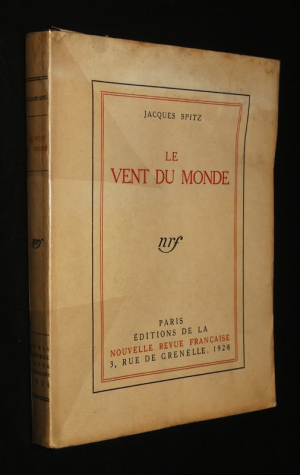 JACQUES SPITZ
LE
VENT DU MONDE
nrf
PARIS
ÉDITIONS DE LA
NOUVELLE REVUE FRANÇAISE
3, RUE DE GRENELLE. 1928
nrf